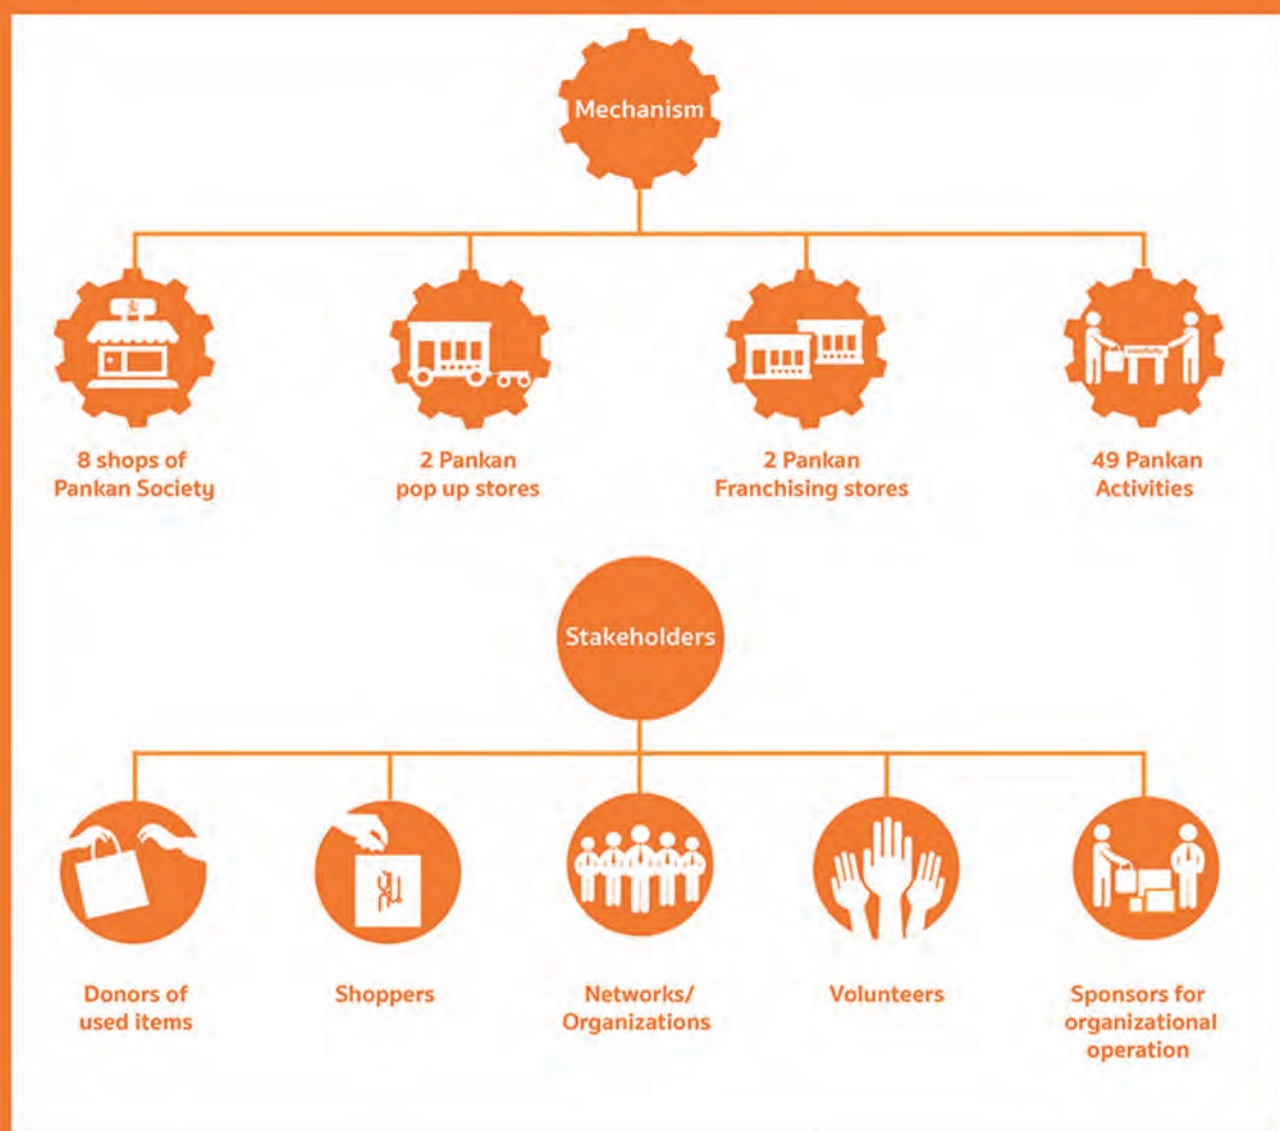 Mechanism
8 shops of
Pankan Society
2 Pankan
pop up stores
2 Pankan
Franchising stores
49 Pankan
Activities
Stakeholders
Donors of
used items
Shoppers
Networks/
Organizations
Volunteers
Sponsors for
organizational
operation